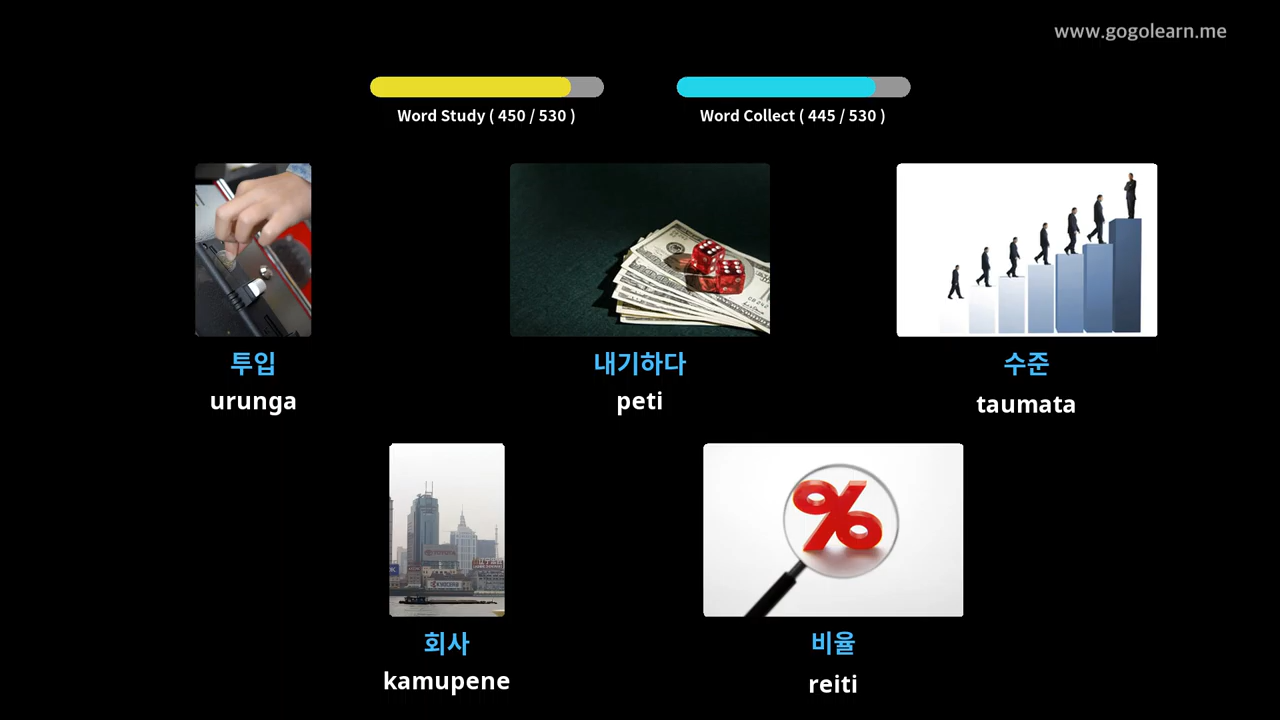 www.gogolearn.me
Word Study ( 450 / 530 )
Word Collect ( 445 / 530 )
투입
urunga
내기하다
peti
수준
taumata
TOYOTA
회사
kamupene
비율
reiti